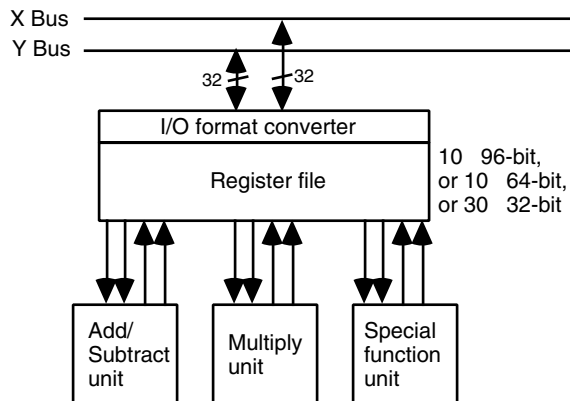 X Bus
Y Bus
32
32
I/O format converter
Register file
10 96-bit,
or 10 64-bit,
or 30 32-bit
Add/
Subtract
unit
Multiply
unit
Special
function
unit